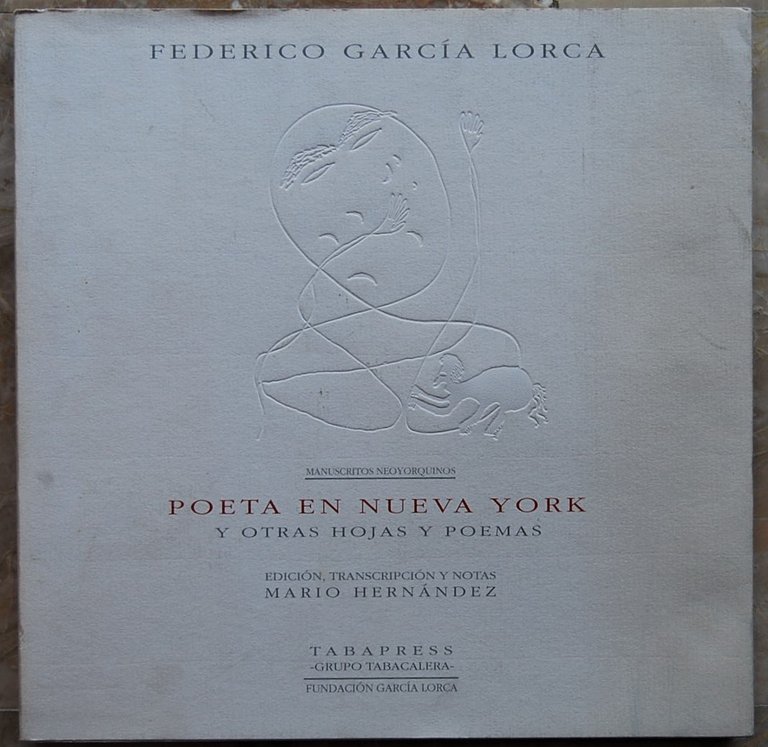 FEDERICO GARCÍA LORCA
MANUSCRITOS NEOYORQUINOS
POETA EN NUEVA YORK
Y OTRAS HOJAS Y POEMAS
EDICIÓN, TRANSCRIPCIÓN Y NOTAS
MARIO HERNÁNDEZ
TABAPRESS
-GRUPO TABACALERA-
FUNDACIÓN GARCÍA LORCA